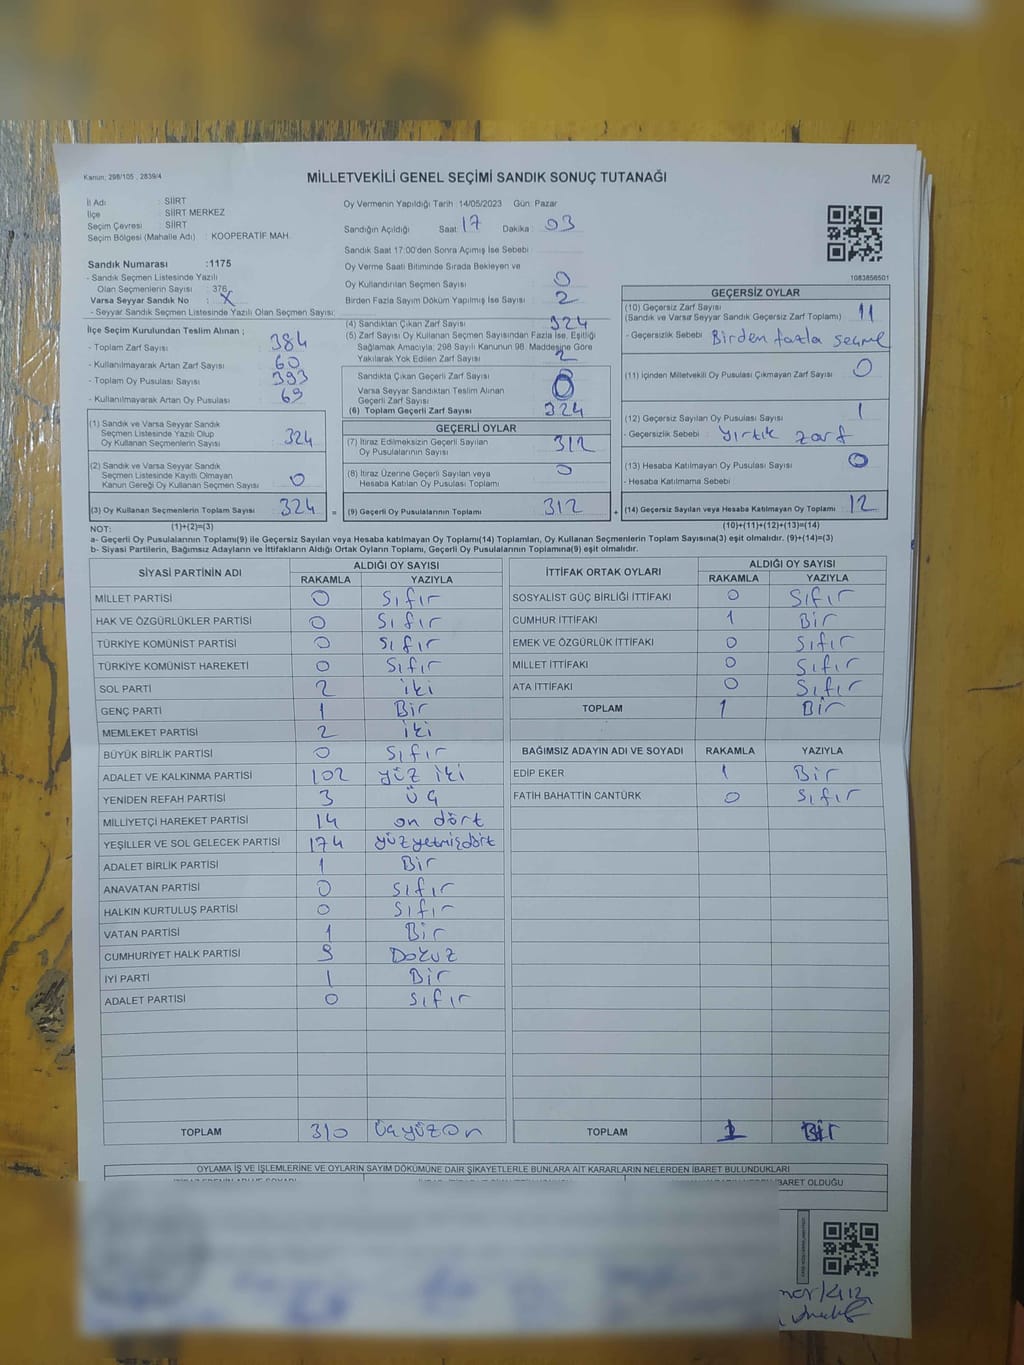 Kanun; 298/105 , 2839/4
MİLLETVEKİLİ GENEL SEÇİMİ SANDIK SONUÇ TUTANAĞI
M/2
İl Adı : SİİRT
İlçe : SİİRT MERKEZ
Seçim Çevresi : SİİRT
Seçim Bölgesi (Mahalle Adı) : KOOPERATİF MAH.
Sandık Numarası :1175
- Sandık Seçmen Listesinde Yazılı
Olan Seçmenlerin Sayısı : 376
Varsa Seyyar Sandık No : X
- Seyyar Sandık Seçmen Listesinde Yazılı Olan Seçmen Sayısı:
İlçe Seçim Kurulundan Teslim Alınan ;
- Toplam Zarf Sayısı : 384
- Kullanılmayarak Artan Zarf Sayısı : 60
- Toplam Oy Pusulası Sayısı : 393
- Kullanılmayarak Artan Oy Pusulası : 69
(1) Sandık ve Varsa Seyyar Sandık
Seçmen Listesinde Yazılı Olup
Oy Kullanan Seçmenlerin Sayısı 324
(2) Sandık ve Varsa Seyyar Sandık
Seçmen Listesinde Kayıtlı Olmayan
Kanun Gereği Oy Kullanan Seçmen Sayısı 0
(3) Oy Kullanan Seçmenlerin Toplam Sayısı 324
Oy Vermenin Yapıldığı Tarih : 14/05/2023 Gün: Pazar
Sandığın Açıldığı Saat: 17 Dakika : 03
Sandık Saat 17:00'den Sonra Açımış İse Sebebi :
Oy Verme Saati Bitiminde Sırada Bekleyen ve
Oy Kullandırılan Seçmen Sayısı : 0
Birden Fazla Sayım Döküm Yapılmış İse Sayısı : 2
(4) Sandıktan Çıkan Zarf Sayısı : 324
(5) Zarf Sayısı Oy Kullanan Seçmen Sayısından Fazla İse, Eşitliği
Sağlamak Amacıyla; 298 Sayılı Kanunun 98. Maddesine Göre
Yakılarak Yok Edilen Zarf Sayısı : 2
Sandıkta Çıkan Geçerli Zarf Sayısı :
Varsa Seyyar Sandıktan Teslim Alınan
Geçerli Zarf Sayısı : 0
(6) Toplam Geçerli Zarf Sayısı : 324
GEÇERLİ OYLAR
(7) İtiraz Edilmeksizin Geçerli Sayılan
Oy Pusulalarının Sayısı : 312
(8) İtiraz Üzerine Geçerli Sayılan veya
Hesaba Katılan Oy Pusulası Toplamı 0
= (9) Geçerli Oy Pusulalarının Toplamı 312
1083856501
GEÇERSİZ OYLAR
(10) Geçersiz Zarf Sayısı
(Sandık ve Varsa Seyyar Sandık Geçersiz Zarf Toplamı) : 11
- Geçersizlik Sebebi : Birden fazla seçme
(11) İçinden Milletvekili Oy Pusulası Çıkmayan Zarf Sayısı : 0
(12) Geçersiz Sayılan Oy Pusulası Sayısı : 1
- Geçersizlik Sebebi : yırtık zarf
(13) Hesaba Katılmayan Oy Pusulası Sayısı : 0
- Hesaba Katılmama Sebebi :
+ (14) Geçersiz Sayılan veya Hesaba Katılmayan Oy Toplamı : 12
NOT: (1)+(2)=(3) (10)+(11)+(12)+(13)=(14)
a- Geçerli Oy Pusulalarının Toplamı(9) ile Geçersiz Sayılan veya Hesaba katılmayan Oy Toplamı(14) Toplamları, Oy Kullanan Seçmenlerin Toplam Sayısına(3) eşit olmalıdır. (9)+(14)=(3)
b- Siyasi Partilerin, Bağımsız Adayların ve İttifakların Aldığı Ortak Oyların Toplamı, Geçerli Oy Pusulalarının Toplamına(9) eşit olmalıdır.
SİYASİ PARTİNİN ADI ALDIĞI OY SAYISI
RAKAMLA YAZIYLA
MİLLET PARTİSİ 0 Sıfır
HAK VE ÖZGÜRLÜKLER PARTİSİ 0 Sıfır
TÜRKİYE KOMÜNİST PARTİSİ 0 Sıfır
TÜRKİYE KOMÜNİST HAREKETİ 0 Sıfır
SOL PARTİ 2 iki
GENÇ PARTİ 1 Bir
MEMLEKET PARTİSİ 2 iki
BÜYÜK BİRLİK PARTİSİ 0 Sıfır
ADALET VE KALKINMA PARTİSİ 102 yüz iki
YENİDEN REFAH PARTİSİ 3 üç
MİLLİYETÇİ HAREKET PARTİSİ 14 on dört
YEŞİLLER VE SOL GELECEK PARTİSİ 174 yüzyetmişdört
ADALET BİRLİK PARTİSİ 1 Bir
ANAVATAN PARTİSİ 0 Sıfır
HALKIN KURTULUŞ PARTİSİ 0 Sıfır
VATAN PARTİSİ 1 Bir
CUMHURİYET HALK PARTİSİ 9 Dokuz
İYİ PARTİ 1 Bir
ADALET PARTİSİ 0 Sıfır
TOPLAM 310 üçyüzon
İTTİFAK ORTAK OYLARI ALDIĞI OY SAYISI
RAKAMLA YAZIYLA
SOSYALİST GÜÇ BİRLİĞİ İTTİFAKI 0 Sıfır
CUMHUR İTTİFAKI 1 Bir
EMEK VE ÖZGÜRLÜK İTTİFAKI 0 Sıfır
MİLLET İTTİFAKI 0 Sıfır
ATA İTTİFAKI 0 Sıfır
TOPLAM 1 Bir
BAĞIMSIZ ADAYIN ADI VE SOYADI RAKAMLA YAZIYLA
EDİP EKER 1 Bir
FATİH BAHATTİN CANTÜRK 0 Sıfır
TOPLAM 1 Bir
OYLAMA İŞ VE İŞLEMLERİNE VE OYLARIN SAYIM DÖKÜMÜNE DAİR ŞİKAYETLERLE BUNLARA AİT KARARLARIN NELERDEN İBARET BULUNDUKLARI
İBARET OLDUĞU